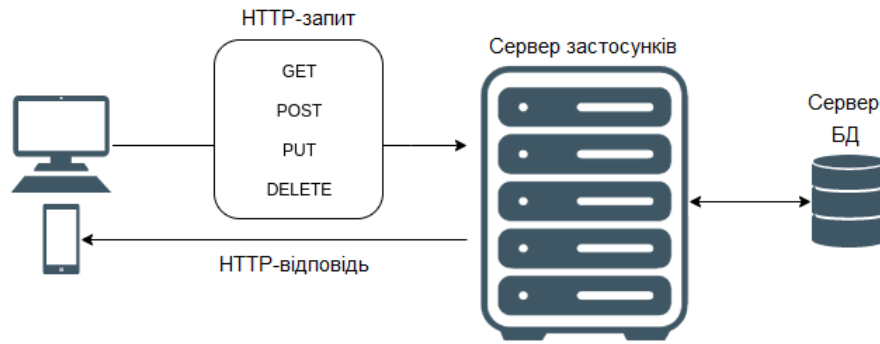 HTTP-запит
GET
POST
PUT
DELETE
Сервер застосунків
Сервер
БД
HTTP-відповідь